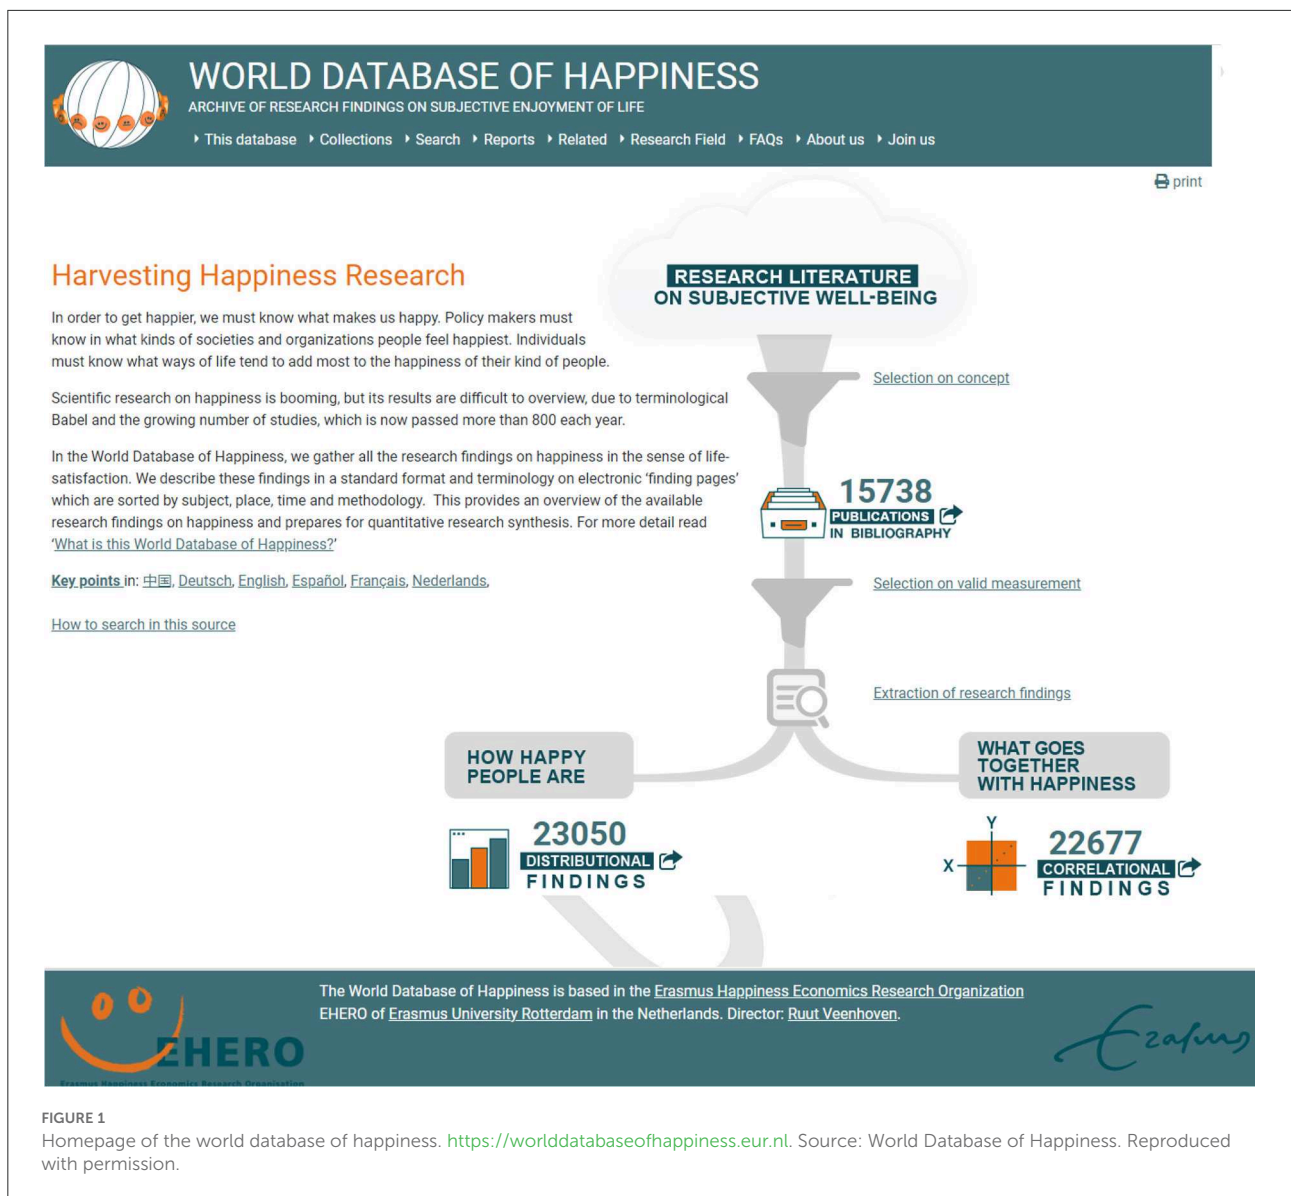 WORLD DATABASE OF HAPPINESS
ARCHIVE OF RESEARCH FINDINGS ON SUBJECTIVE ENJOYMENT OF LIFE
This database Collections Search Reports Related Research Field FAQs About us Join us
print
Harvesting Happiness Research
In order to get happier, we must know what makes us happy. Policy makers must
know in what kinds of societies and organizations people feel happiest. Individuals
must know what ways of life tend to add most to the happiness of their kind of people.
Scientific research on happiness is booming, but its results are difficult to overview, due to terminological
Babel and the growing number of studies, which is now passed more than 800 each year.
In the World Database of Happiness, we gather all the research findings on happiness in the sense of life-
satisfaction. We describe these findings in a standard format and terminology on electronic ‘finding pages’
which are sorted by subject, place, time and methodology. This provides an overview of the available
research findings on happiness and prepares for quantitative research synthesis. For more detail read
‘What is this World Database of Happiness?’
Key points in: 中国, Deutsch, English, Español, Français, Nederlands,
How to search in this source
RESEARCH LITERATURE
ON SUBJECTIVE WELL-BEING
Selection on concept
15738
PUBLICATIONS
IN BIBLIOGRAPHY
Selection on valid measurement
Extraction of research findings
HOW HAPPY
PEOPLE ARE
23050
DISTRIBUTIONAL
FINDINGS
WHAT GOES
TOGETHER
WITH HAPPINESS
Y
X
22677
CORRELATIONAL
FINDINGS
EHERO
Erasmus Happiness Economics Research Organization
The World Database of Happiness is based in the Erasmus Happiness Economics Research Organization
EHERO of Erasmus University Rotterdam in the Netherlands. Director: Ruut Veenhoven.
Erasmus
FIGURE 1
Homepage of the world database of happiness. https://worlddatabaseofhappiness.eur.nl. Source: World Database of Happiness. Reproduced
with permission.